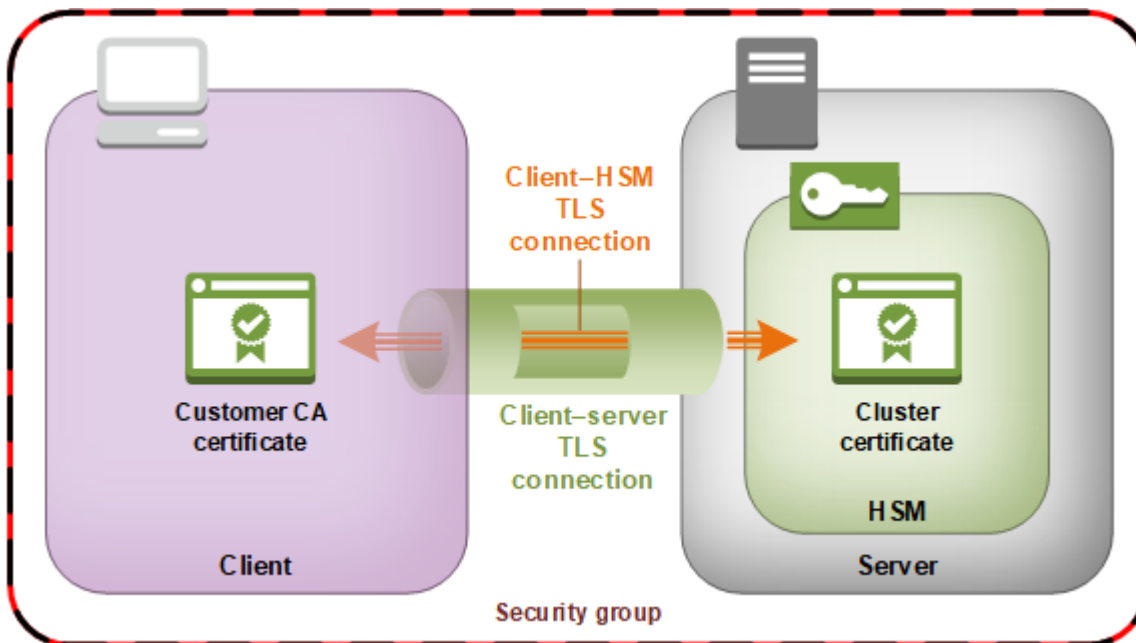 Client–HSM
TLS
connection
Customer CA
certificate
Client–server
TLS
connection
Cluster
certificate
HSM
Client
Server
Security group